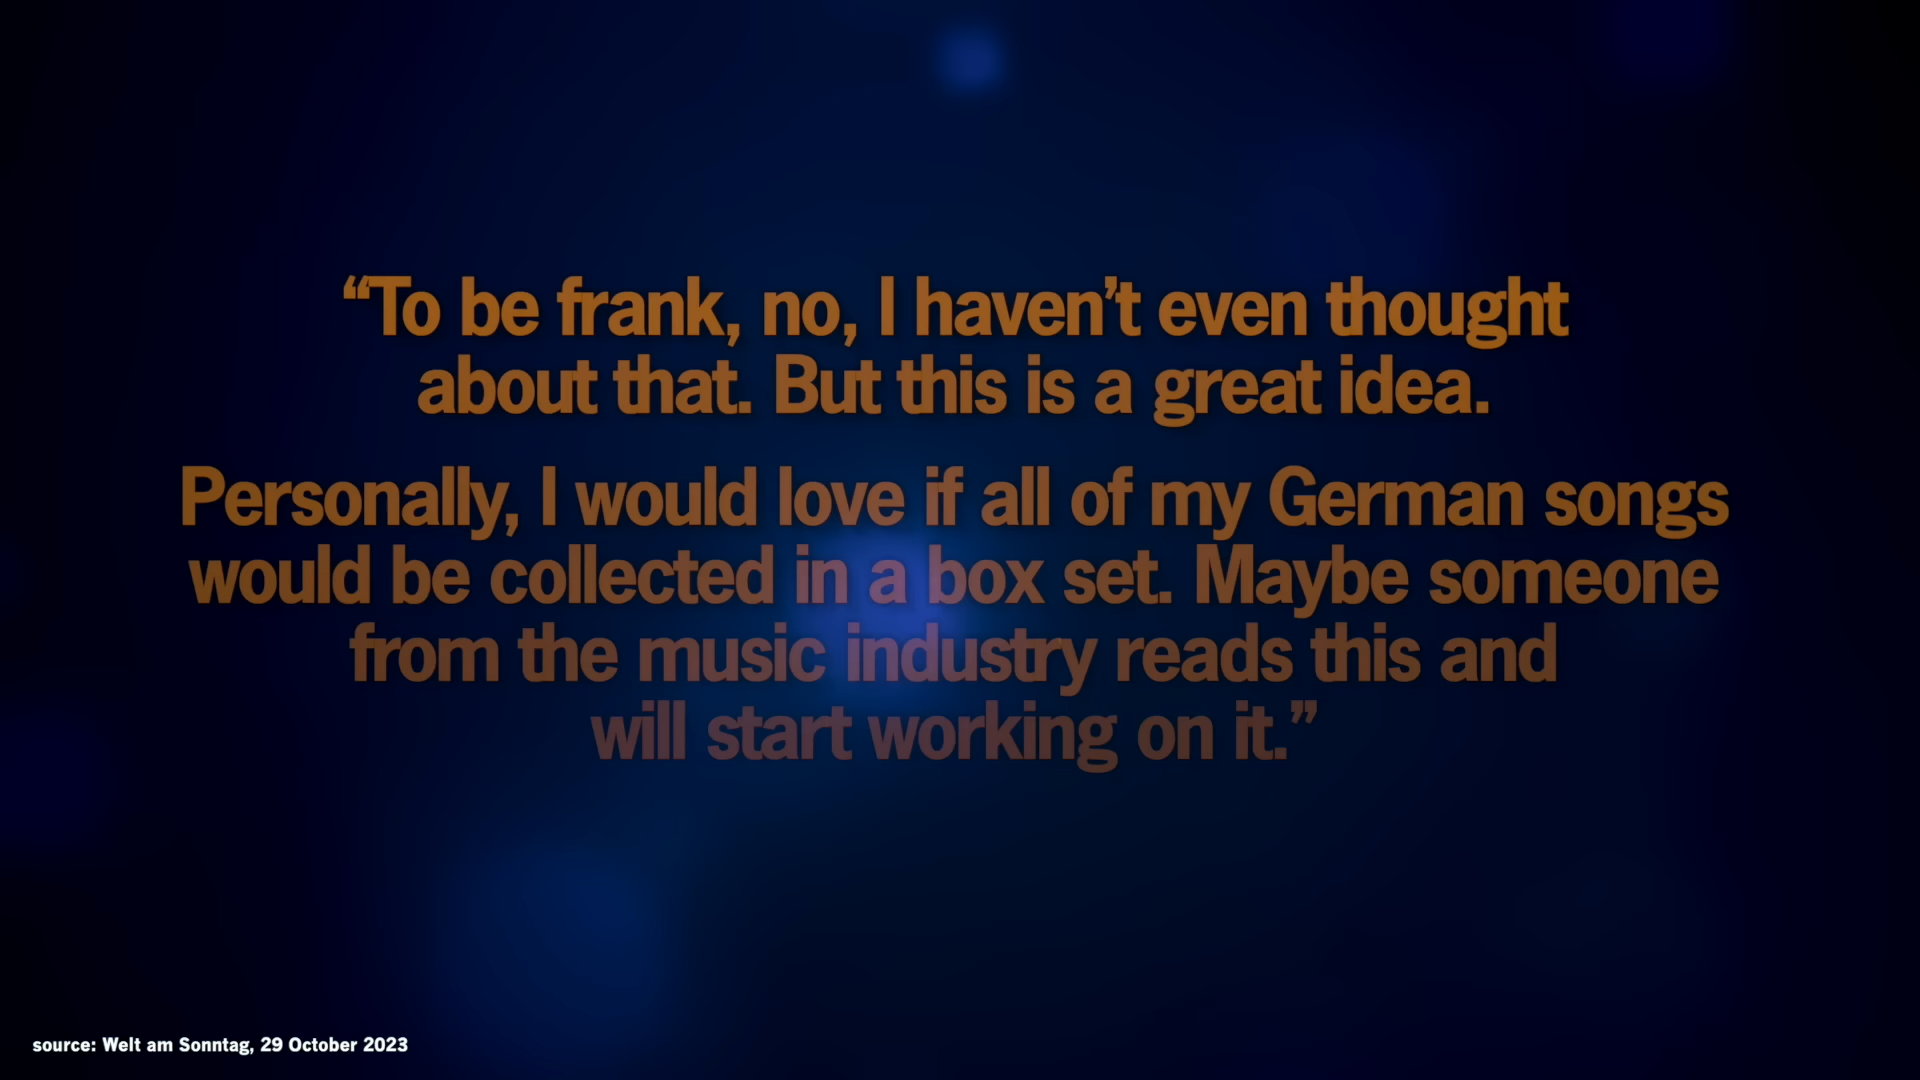 “To be frank, no, I haven’t even thought
about that. But this is a great idea.
Personally, I would love if all of my German songs
would be collected in a box set. Maybe someone
from the music industry reads this and
will start working on it.”
source: Welt am Sonntag, 29 October 2023